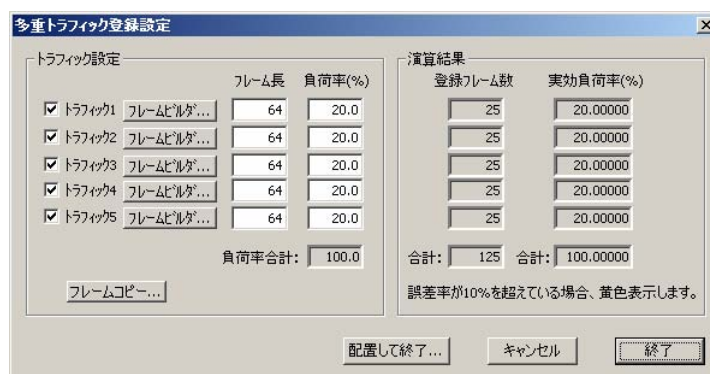 多重トラフィック登録設定
トラフィック設定
フレーム長 負荷率(%)
トラフィック1 フレームビルダ... 64 20.0
トラフィック2 フレームビルダ... 64 20.0
トラフィック3 フレームビルダ... 64 20.0
トラフィック4 フレームビルダ... 64 20.0
トラフィック5 フレームビルダ... 64 20.0
負荷率合計: 100.0
フレームコピー...
演算結果
登録フレーム数 実効負荷率(%)
25 20.00000
25 20.00000
25 20.00000
25 20.00000
25 20.00000
合計: 125 合計: 100.00000
誤差率が10%を超えている場合、黄色表示します。
配置して終了... キャンセル 終了